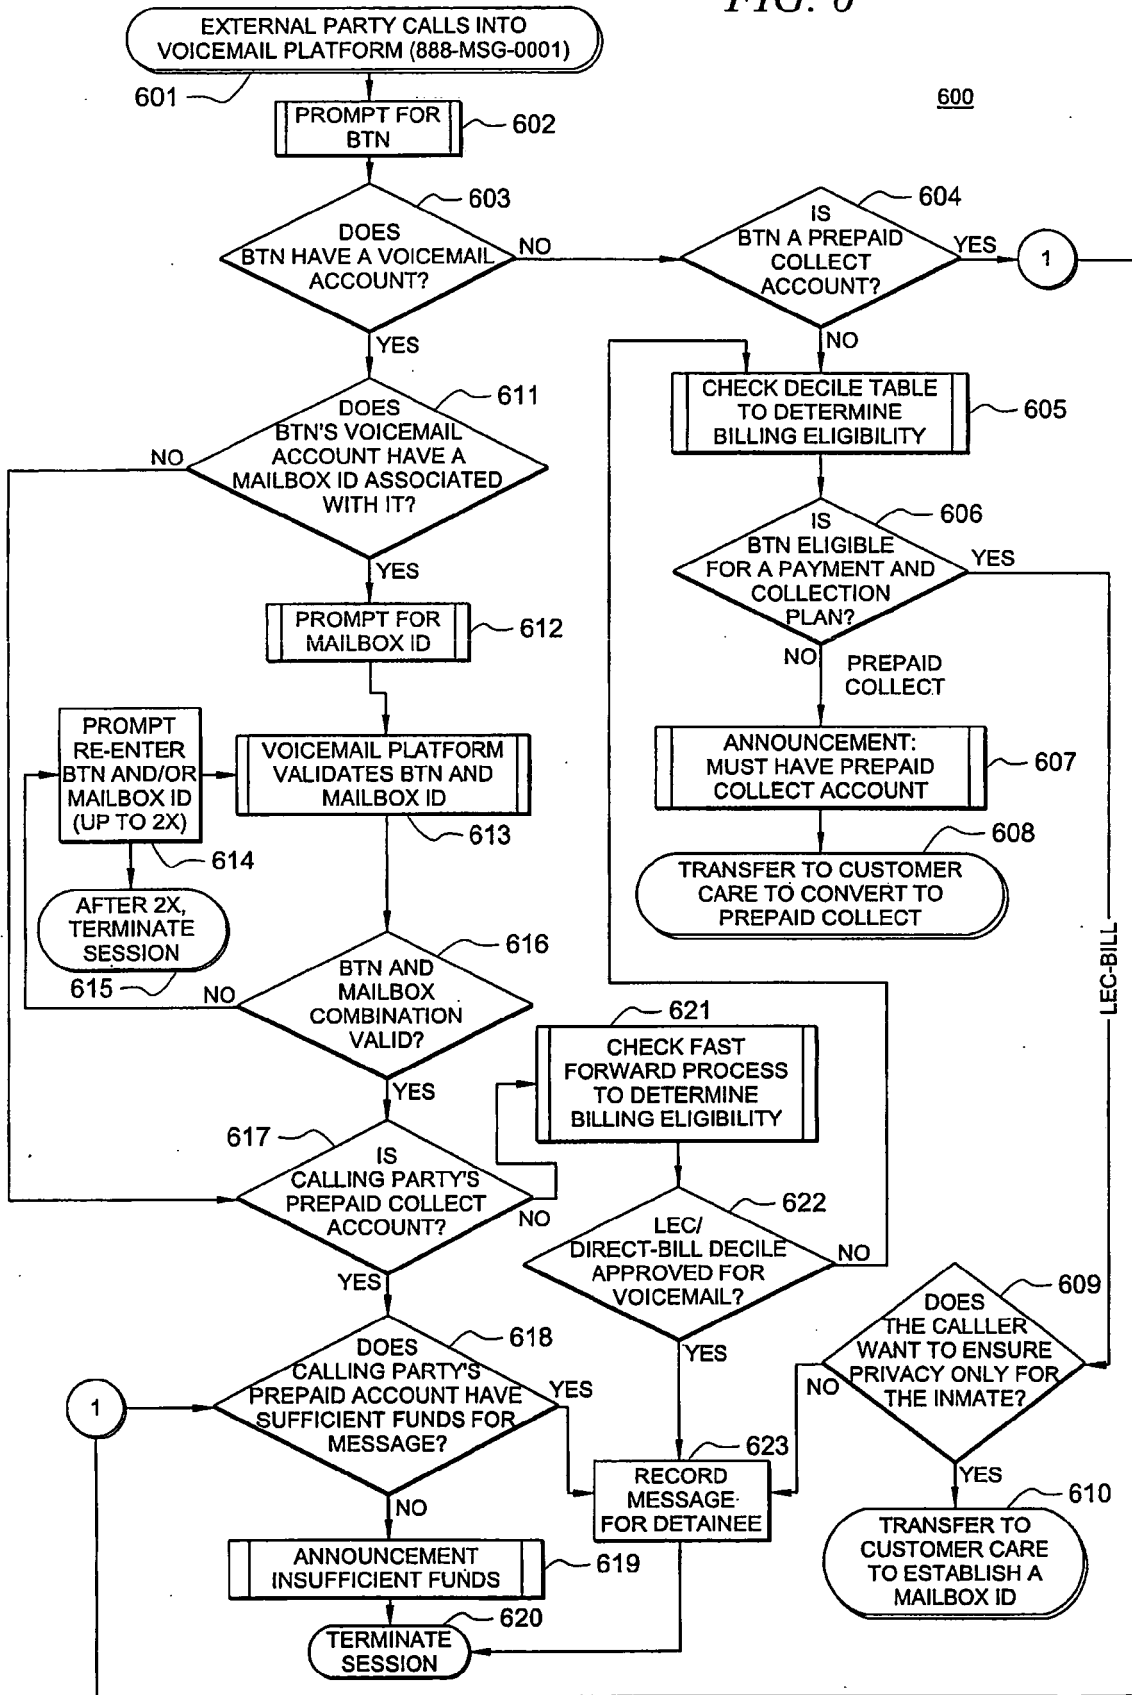 FIG. 6
EXTERNAL PARTY CALLS INTO
VOICEMAIL PLATFORM (888-MSG-0001)
601
600
PROMPT FOR
BTN
602
603
DOES
BTN HAVE A VOICEMAIL
ACCOUNT?
NO
YES
604
IS
BTN A PREPAID
COLLECT
ACCOUNT?
YES
1
NO
CHECK DECILE TABLE
TO DETERMINE
BILLING ELIGIBILITY
605
606
IS
BTN ELIGIBLE
FOR A PAYMENT AND
COLLECTION
PLAN?
YES
NO
PREPAID
COLLECT
ANNOUNCEMENT:
MUST HAVE PREPAID
COLLECT ACCOUNT
607
608
TRANSFER TO CUSTOMER
CARE TO CONVERT TO
PREPAID COLLECT
LEC-BILL
611
DOES
BTN'S VOICEMAIL
ACCOUNT HAVE A
MAILBOX ID ASSOCIATED
WITH IT?
NO
YES
PROMPT FOR
MAILBOX ID
612
PROMPT
RE-ENTER
BTN AND/OR
MAILBOX ID
(UP TO 2X)
614
VOICEMAIL PLATFORM
VALIDATES BTN AND
MAILBOX ID
613
AFTER 2X,
TERMINATE
SESSION
615
616
BTN AND
MAILBOX
COMBINATION
VALID?
NO
YES
617
IS
CALLING PARTY'S
PREPAID COLLECT
ACCOUNT?
NO
YES
621
CHECK FAST
FORWARD PROCESS
TO DETERMINE
BILLING ELIGIBILITY
622
LEC/
DIRECT-BILL DECILE
APPROVED FOR
VOICEMAIL?
NO
YES
609
DOES
THE CALLLER
WANT TO ENSURE
PRIVACY ONLY FOR
THE INMATE?
NO
YES
610
TRANSFER TO
CUSTOMER CARE
TO ESTABLISH A
MAILBOX ID
1
618
DOES
CALLING PARTY'S
PREPAID ACCOUNT HAVE
SUFFICIENT FUNDS FOR
MESSAGE?
YES
NO
623
RECORD
MESSAGE
FOR DETAINEE
ANNOUNCEMENT
INSUFFICIENT FUNDS
619
620
TERMINATE
SESSION